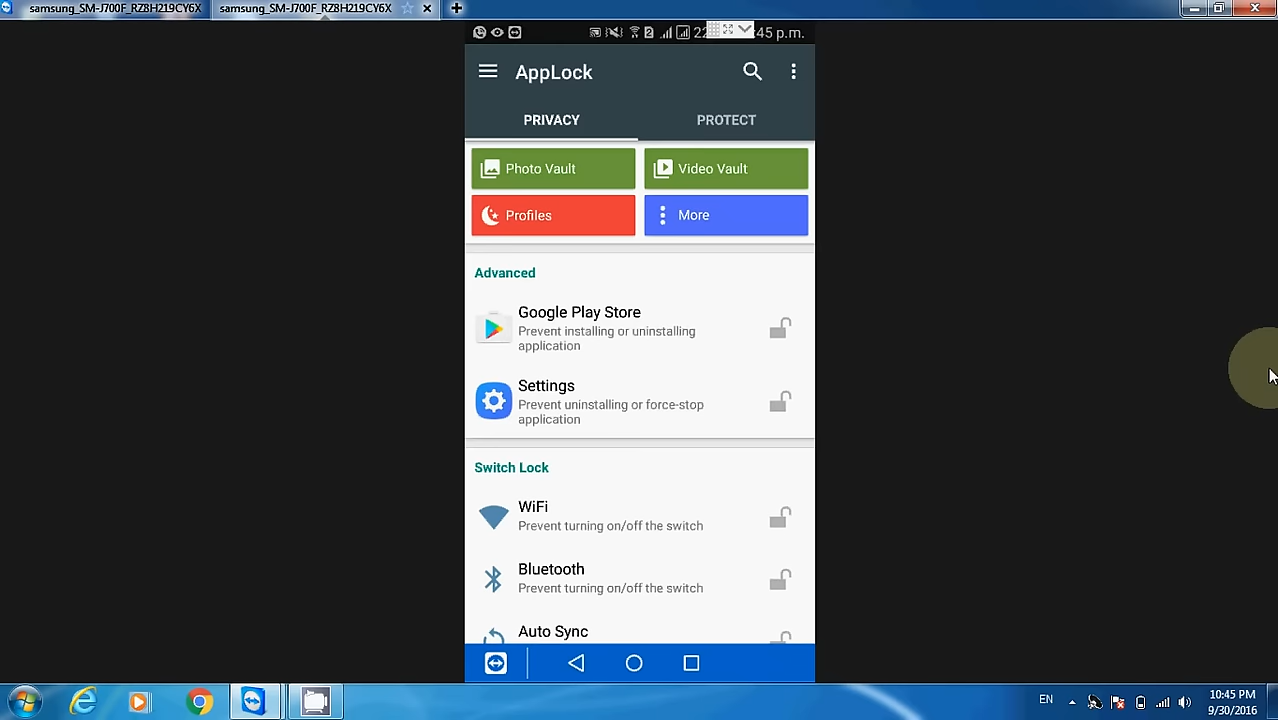 samsung_SM-J700F_RZ8H219CY6X
samsung_SM-J700F_RZ8H219CY6X
45 p.m.
AppLock
PRIVACY
PROTECT
Photo Vault
Video Vault
Profiles
More
Advanced
Google Play Store
Prevent installing or uninstalling
application
Settings
Prevent uninstalling or force-stop
application
Switch Lock
WiFi
Prevent turning on/off the switch
Bluetooth
Prevent turning on/off the switch
Auto Sync
EN
10:45 PM
9/30/2016